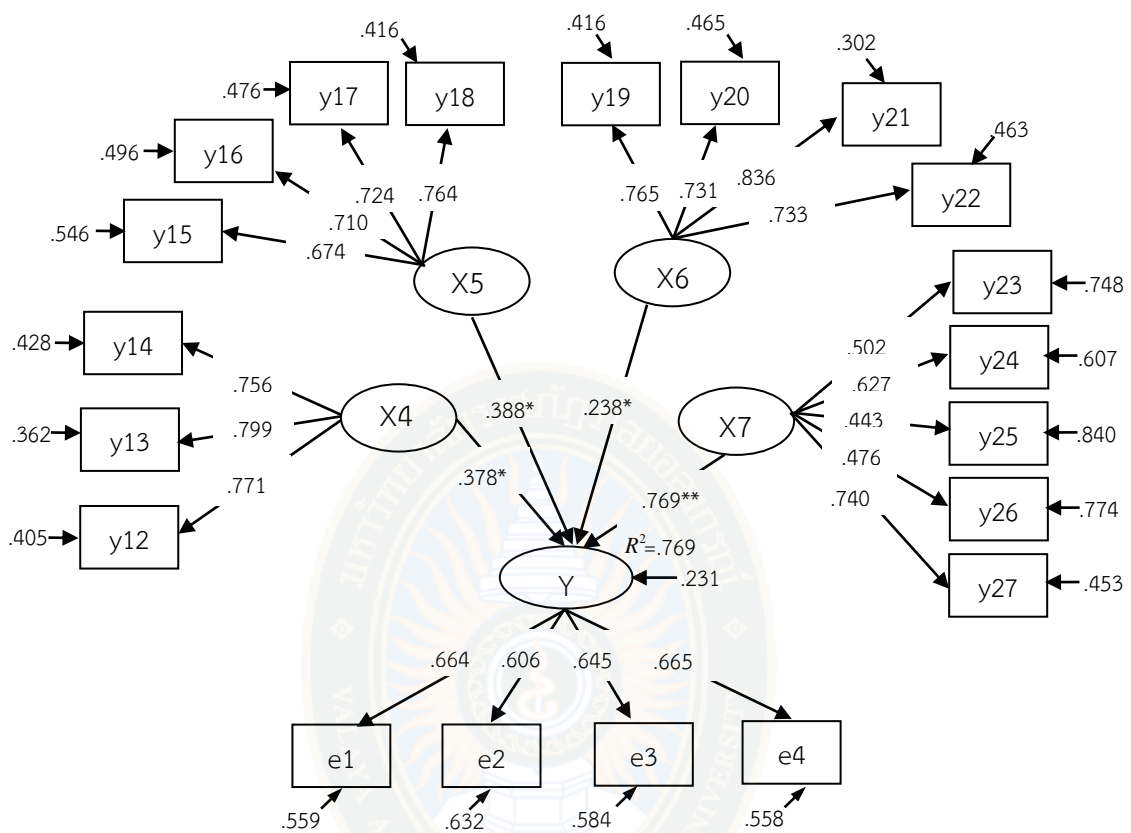 .416 .416 .465 .302
.476 y17 y18 y19 y20 y21
.496 y16 .463
.724 .764 .765 .731 .836 y22
.546 y15 .710 .733
.674
X5 X6
y23 .748
.428 y14 .502 y24 .607
.756 .627
X4 .388* .238* X7
.362 y13 .799 .443 y25 .840
.771 .378* .476
.769** .740 y26 .774
.405 y12
R²=.769
Y .231 y27 .453
.664 .606 .645 .665
e1 e2 e3 e4
.559 .632 .584 .558